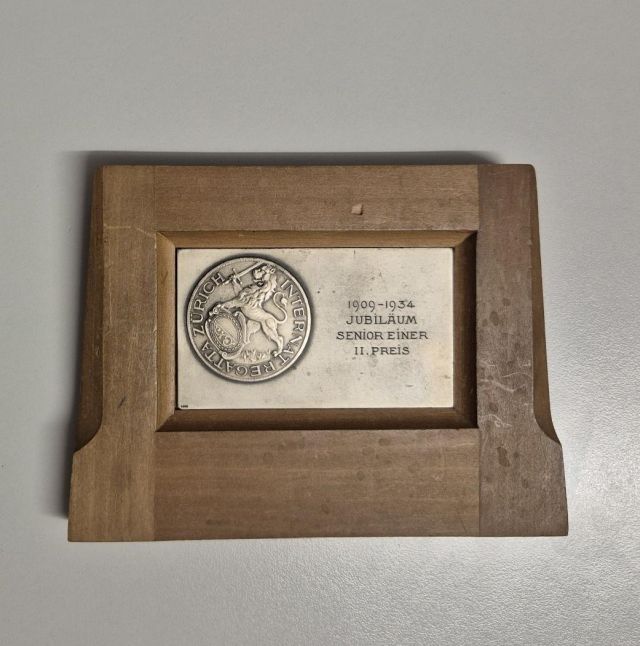 ZÜRICH INTERNAT·REGATTA
1909-1934
JUBILÄUM
SENIOR EINER
II. PREIS